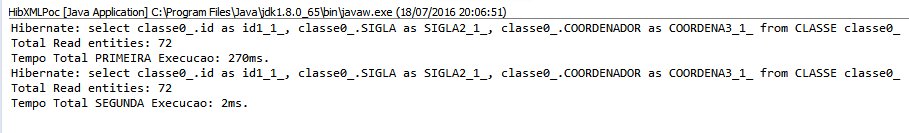 HibXMLPoc [Java Application] C:\Program Files\Java\jdk1.8.0_65\bin\javaw.exe (18/07/2016 20:06:51)
Hibernate: select classe0_.id as id1_1_, classe0_.SIGLA as SIGLA2_1_, classe0_.COORDENADOR as COORDENA3_1_ from CLASSE classe0_
Total Read entities: 72
Tempo Total PRIMEIRA Execucao: 270ms.
Hibernate: select classe0_.id as id1_1_, classe0_.SIGLA as SIGLA2_1_, classe0_.COORDENADOR as COORDENA3_1_ from CLASSE classe0_
Total Read entities: 72
Tempo Total SEGUNDA Execucao: 2ms.